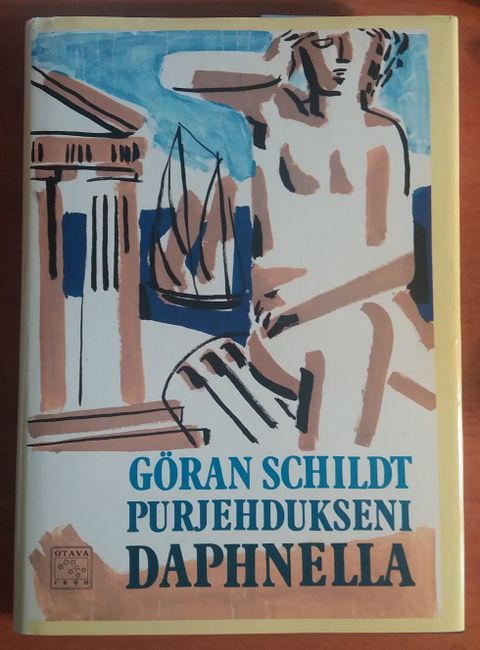 GÖRAN SCHILDT
PURJEHDUKSENI
DAPHNELLA
OTAVA
1890